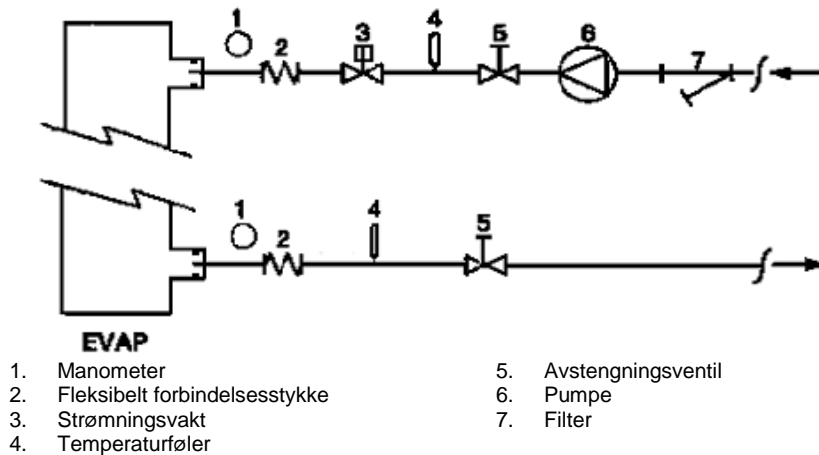 1 2 3 4 5 6 7
1 2 4 5
EVAP
1. Manometer
2. Fleksibelt forbindelsesstykke
3. Strømningsvakt
4. Temperaturføler
5. Avstengningsventil
6. Pumpe
7. Filter